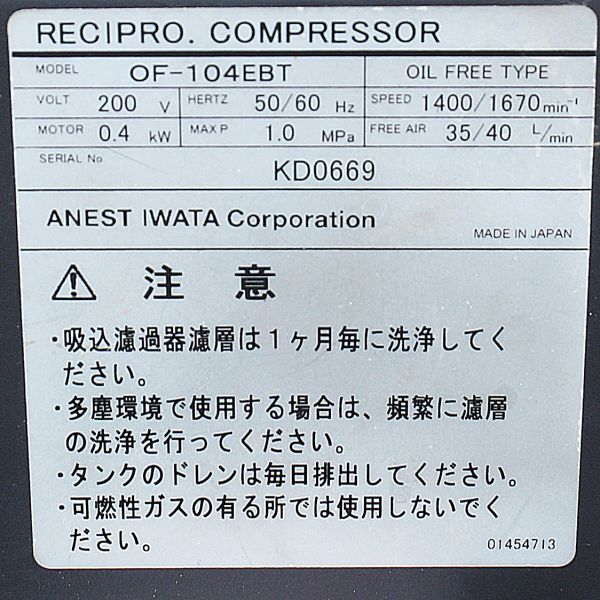 RECIPRO. COMPRESSOR
MODEL OF-104EBT OIL FREE TYPE
VOLT 200 V HERTZ 50/60 Hz SPEED 1400/1670 min⁻¹
MOTOR 0.4 kW MAX P 1.0 MPa FREE AIR 35/40 L/min
SERIAL No KD0669
ANEST IWATA Corporation MADE IN JAPAN
⚠ 注 意
・吸込濾過器濾層は1ヶ月毎に洗浄してく
ださい。
・多塵環境で使用する場合は、頻繁に濾層
の洗浄を行ってください。
・タンクのドレンは毎日排出してください。
・可燃性ガスの有る所では使用しないでく
ださい。
01454713